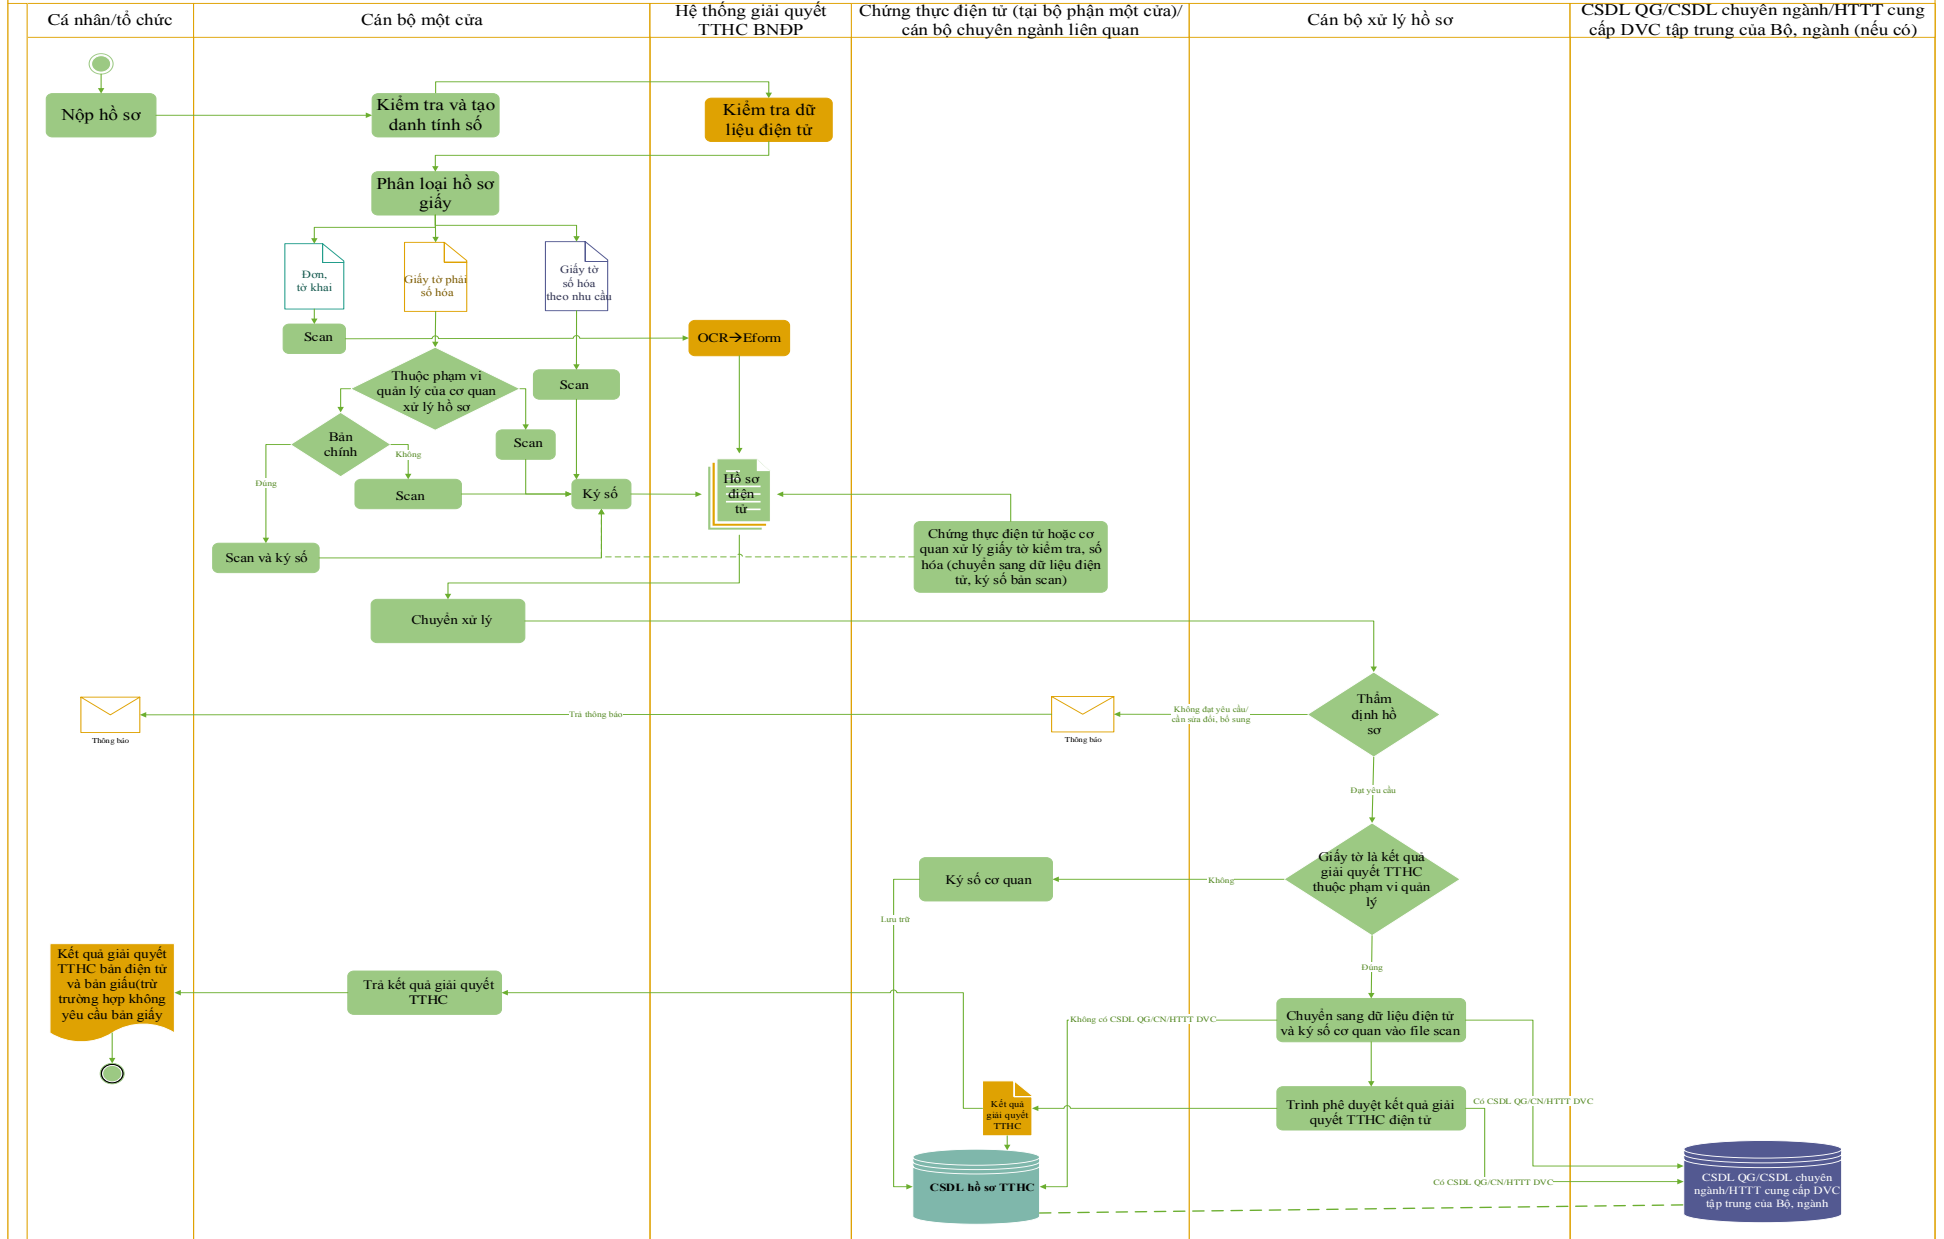 Cá nhân/tổ chức
Cán bộ một cửa
Hệ thống giải quyết
TTHC BNĐP
Chứng thực điện tử (tại bộ phận một cửa)/
cán bộ chuyên ngành liên quan
Cán bộ xử lý hồ sơ
CSDL QG/CSDL chuyên ngành/HTTT cung
cấp DVC tập trung của Bộ, ngành (nếu có)
Nộp hồ sơ
Kiểm tra và tạo
danh tính số
Kiểm tra dữ
liệu điện tử
Phân loại hồ sơ
giấy
Đơn,
tờ khai
Giấy tờ phải
số hóa
Giấy tờ
số hóa
theo nhu cầu
Scan
OCR→Eform
Thuộc phạm vi
quản lý của cơ quan
xử lý hồ sơ
Scan
Bản
chính
Không
Scan
Đúng
Scan
Ký số
Hồ sơ
điện
tử
Scan và ký số
Chứng thực điện tử hoặc cơ
quan xử lý giấy tờ kiểm tra, số
hóa (chuyển sang dữ liệu điện
tử, ký số bản scan)
Chuyển xử lý
Thông báo
Trả thông báo
Thông báo
Không đạt yêu cầu/
cần sửa đổi, bổ sung
Thẩm
định hồ
sơ
Đạt yêu cầu
Giấy tờ là kết quả
giải quyết TTHC
thuộc phạm vi quản
lý
Không
Ký số cơ quan
Lưu trữ
Đúng
Kết quả giải quyết
TTHC bản điện tử
và bản giấu(trừ
trường hợp không
yêu cầu bản giấy
Trả kết quả giải quyết
TTHC
Không có CSDL QG/CN/HTTT DVC
Chuyển sang dữ liệu điện tử
và ký số cơ quan vào file scan
Kết quả
giải quyết
TTHC
Trình phê duyệt kết quả giải
quyết TTHC điện tử
Có CSDL QG/CN/HTTT DVC
Có CSDL QG/CN/HTTT DVC
CSDL hồ sơ TTHC
CSDL QG/CSDL chuyên
ngành/HTTT cung cấp DVC
tập trung của Bộ, ngành